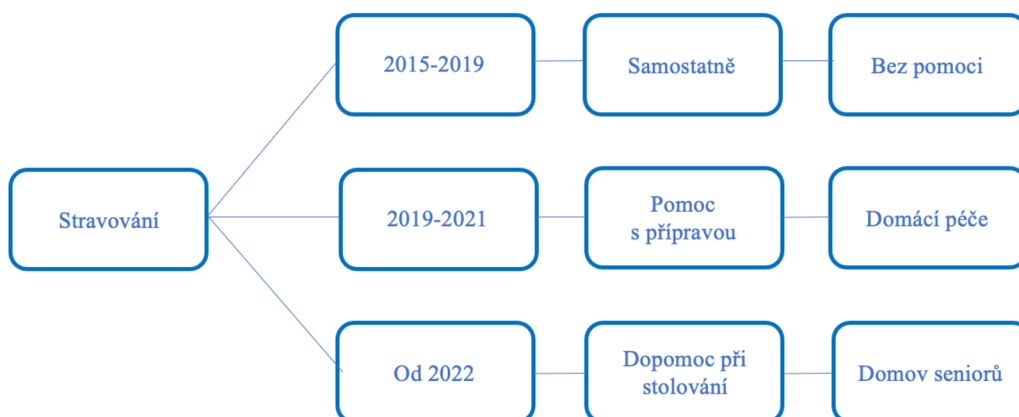 Stravování
2015-2019
Samostatně
Bez pomoci
2019-2021
Pomoc
s přípravou
Domácí péče
Od 2022
Dopomoc při
stolování
Domov seniorů